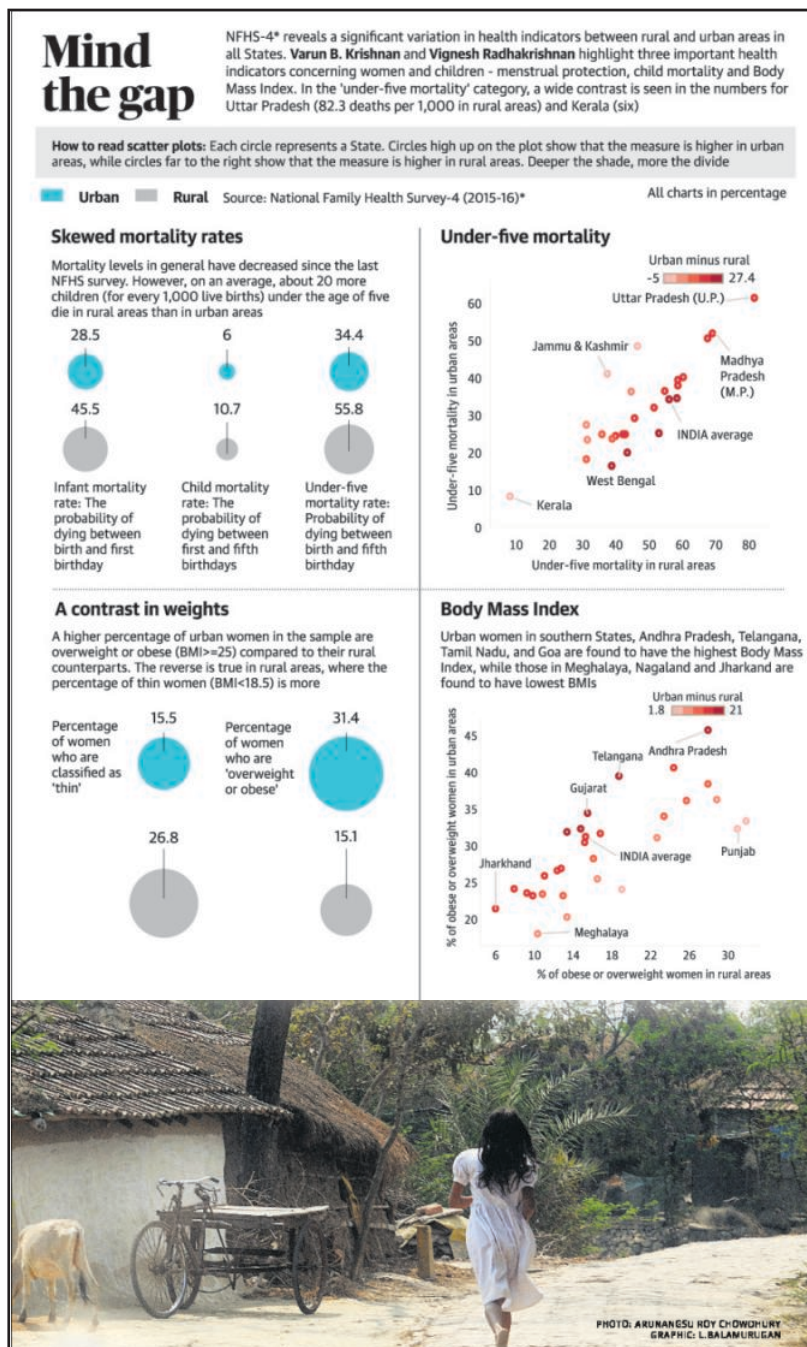 Mind
the gap
NFHS-4* reveals a significant variation in health indicators between rural and urban areas in
all States. Varun B. Krishnan and Vignesh Radhakrishnan highlight three important health
indicators concerning women and children - menstrual protection, child mortality and Body
Mass Index. In the 'under-five mortality' category, a wide contrast is seen in the numbers for
Uttar Pradesh (82.3 deaths per 1,000 in rural areas) and Kerala (six)
How to read scatter plots: Each circle represents a State. Circles high up on the plot show that the measure is higher in urban
areas, while circles far to the right show that the measure is higher in rural areas. Deeper the shade, more the divide
Urban Rural Source: National Family Health Survey-4 (2015-16)* All charts in percentage
Skewed mortality rates
Mortality levels in general have decreased since the last
NFHS survey. However, on an average, about 20 more
children (for every 1,000 live births) under the age of five
die in rural areas than in urban areas
28.5 6 34.4
45.5 10.7 55.8
Infant mortality
rate: The
probability of
dying between
birth and first
birthday
Child mortality
rate: The
probability of
dying between
first and fifth
birthdays
Under-five
mortality rate:
Probability of
dying between
birth and fifth
birthday
Under-five mortality
Urban minus rural
-5 27.4
Under-five mortality in urban areas
60
50
40
30
20
10
0
Uttar Pradesh (U.P.)
Jammu & Kashmir
Madhya
Pradesh
(M.P.)
INDIA average
West Bengal
Kerala
10 20 30 40 50 60 70 80
Under-five mortality in rural areas
A contrast in weights
A higher percentage of urban women in the sample are
overweight or obese (BMI>=25) compared to their rural
counterparts. The reverse is true in rural areas, where the
percentage of thin women (BMI<18.5) is more
Percentage
of women
who are
classified as
'thin'
15.5
Percentage
of women
who are
'overweight
or obese'
31.4
26.8 15.1
Body Mass Index
Urban women in southern States, Andhra Pradesh, Telangana,
Tamil Nadu, and Goa are found to have the highest Body Mass
Index, while those in Meghalaya, Nagaland and Jharkand are
found to have lowest BMIs
Urban minus rural
1.8 21
% of obese or overweight women in urban areas
45
40
35
30
25
20
Andhra Pradesh
Telangana
Gujarat
INDIA average
Punjab
Jharkhand
Meghalaya
6 10 14 18 22 26 30
% of obese or overweight women in rural areas
PHOTO: ARUNANGSU ROY CHOWDHURY
GRAPHIC: L.BALAMURUGAN